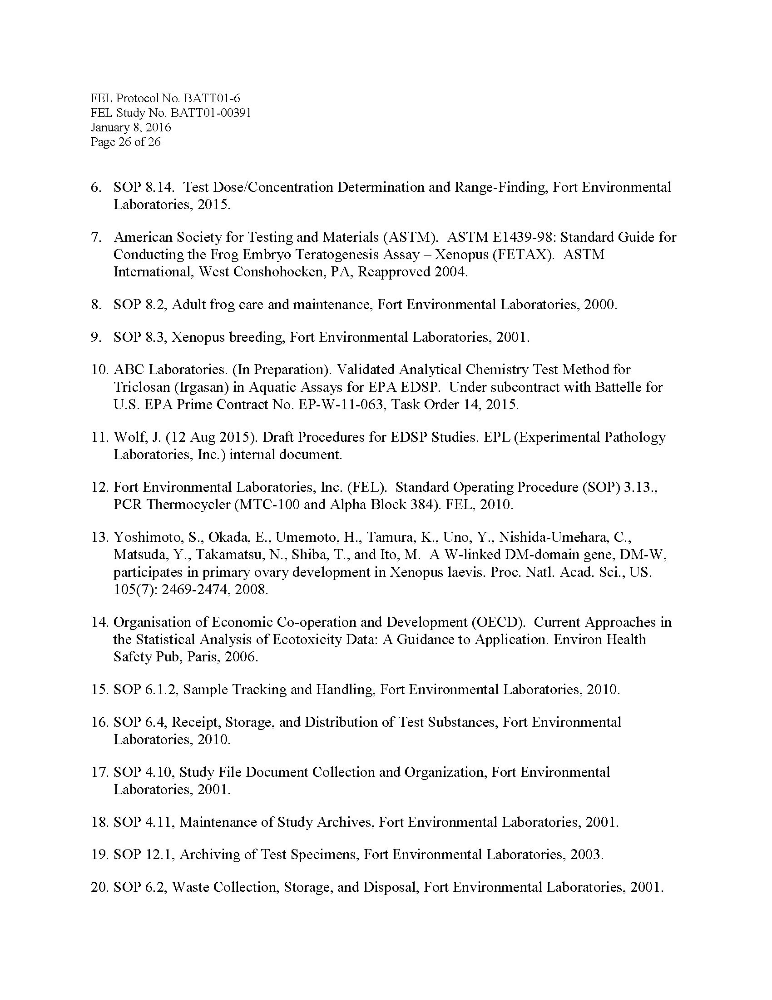 FEL Protocol No. BATT01-6
FEL Study No. BATT01-00391
January 8, 2016
Page 26 of 26
6. SOP 8.14. Test Dose/Concentration Determination and Range-Finding, Fort Environmental
Laboratories, 2015.
7. American Society for Testing and Materials (ASTM). ASTM E1439-98: Standard Guide for
Conducting the Frog Embryo Teratogenesis Assay – Xenopus (FETAX). ASTM
International, West Conshohocken, PA, Reapproved 2004.
8. SOP 8.2, Adult frog care and maintenance, Fort Environmental Laboratories, 2000.
9. SOP 8.3, Xenopus breeding, Fort Environmental Laboratories, 2001.
10. ABC Laboratories. (In Preparation). Validated Analytical Chemistry Test Method for
Triclosan (Irgasan) in Aquatic Assays for EPA EDSP. Under subcontract with Battelle for
U.S. EPA Prime Contract No. EP-W-11-063, Task Order 14, 2015.
11. Wolf, J. (12 Aug 2015). Draft Procedures for EDSP Studies. EPL (Experimental Pathology
Laboratories, Inc.) internal document.
12. Fort Environmental Laboratories, Inc. (FEL). Standard Operating Procedure (SOP) 3.13.,
PCR Thermocycler (MTC-100 and Alpha Block 384). FEL, 2010.
13. Yoshimoto, S., Okada, E., Umemoto, H., Tamura, K., Uno, Y., Nishida-Umehara, C.,
Matsuda, Y., Takamatsu, N., Shiba, T., and Ito, M. A W-linked DM-domain gene, DM-W,
participates in primary ovary development in Xenopus laevis. Proc. Natl. Acad. Sci., US.
105(7): 2469-2474, 2008.
14. Organisation of Economic Co-operation and Development (OECD). Current Approaches in
the Statistical Analysis of Ecotoxicity Data: A Guidance to Application. Environ Health
Safety Pub, Paris, 2006.
15. SOP 6.1.2, Sample Tracking and Handling, Fort Environmental Laboratories, 2010.
16. SOP 6.4, Receipt, Storage, and Distribution of Test Substances, Fort Environmental
Laboratories, 2010.
17. SOP 4.10, Study File Document Collection and Organization, Fort Environmental
Laboratories, 2001.
18. SOP 4.11, Maintenance of Study Archives, Fort Environmental Laboratories, 2001.
19. SOP 12.1, Archiving of Test Specimens, Fort Environmental Laboratories, 2003.
20. SOP 6.2, Waste Collection, Storage, and Disposal, Fort Environmental Laboratories, 2001.